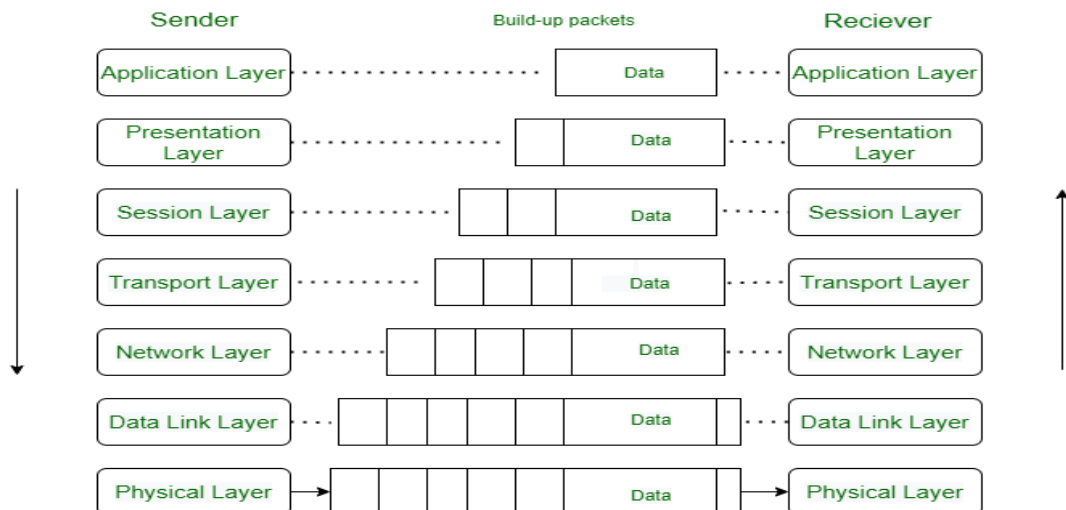 Sender Build-up packets Reciever
Application Layer Data Application Layer
Presentation Layer Data Presentation Layer
Session Layer Data Session Layer
Transport Layer Data Transport Layer
Network Layer Data Network Layer
Data Link Layer Data Data Link Layer
Physical Layer Data Physical Layer